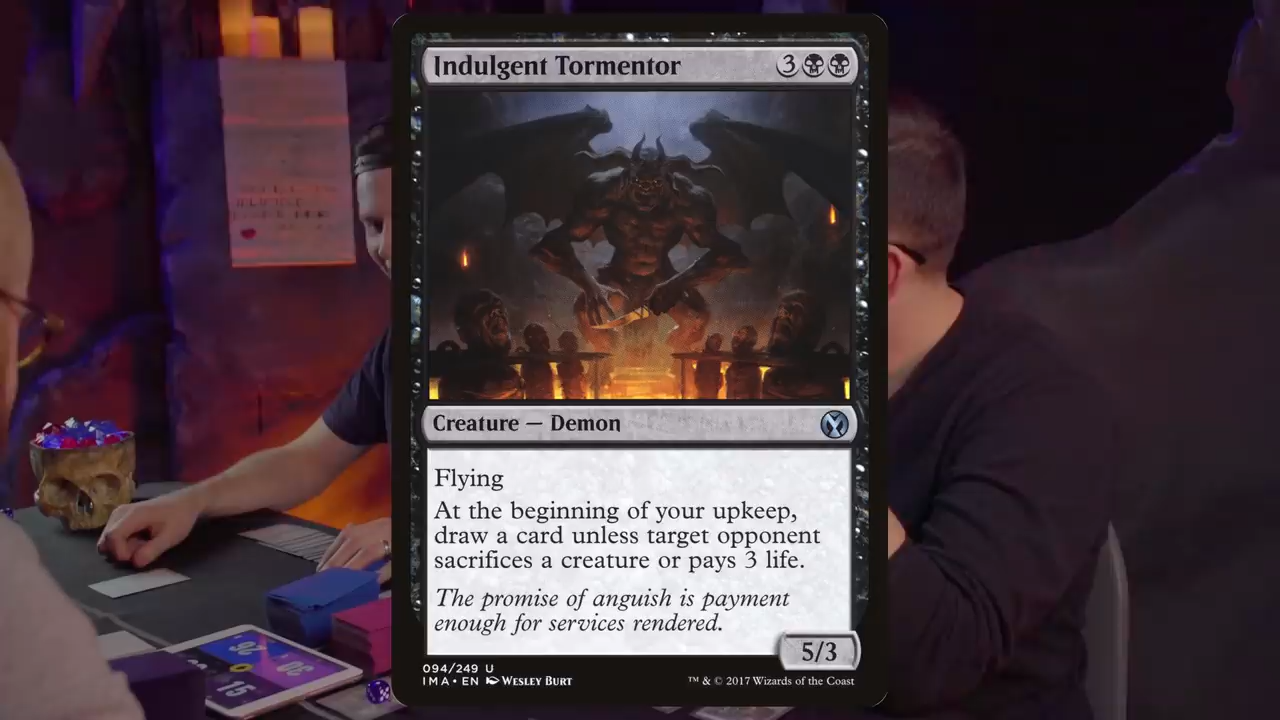 Indulgent Tormentor 3
Creature — Demon
Flying
At the beginning of your upkeep,
draw a card unless target opponent
sacrifices a creature or pays 3 life.
The promise of anguish is payment
enough for services rendered.
5/3
094/249 U
IMA • EN Wesley Burt
™ & © 2017 Wizards of the Coast
15